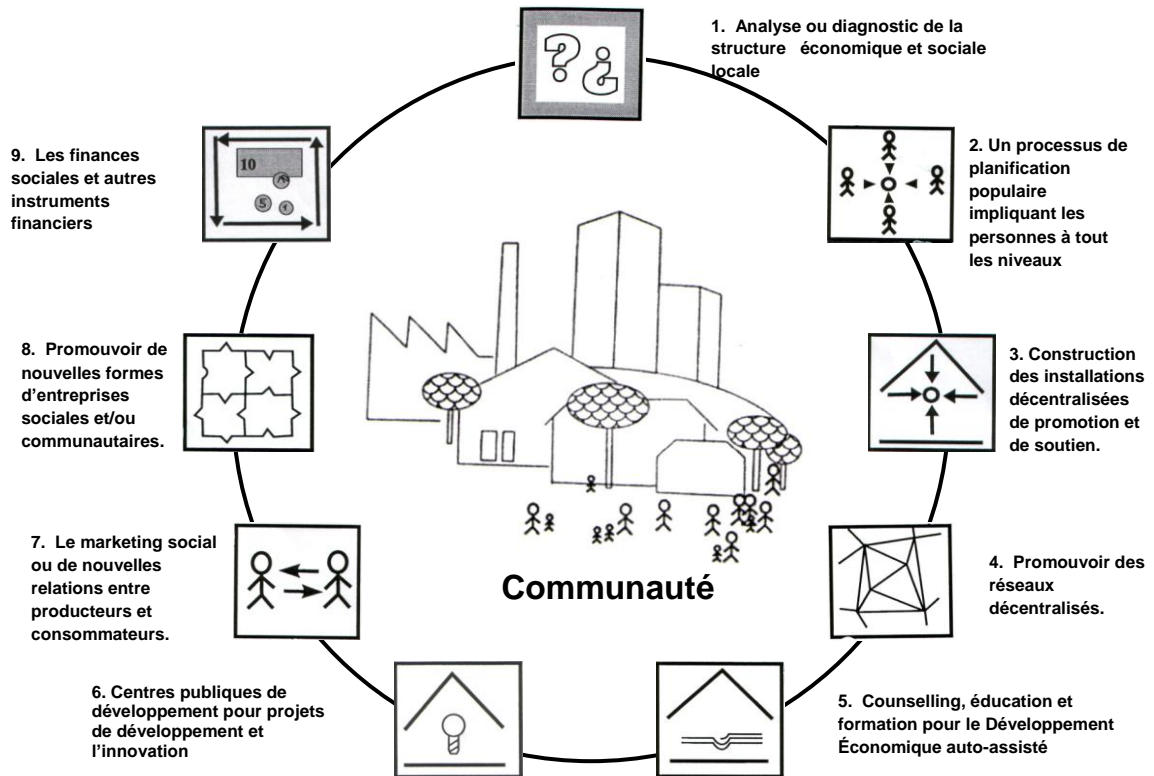 1. Analyse ou diagnostic de la
structure économique et sociale
locale
2. Un processus de
planification
populaire
impliquant les
personnes à tout
les niveaux
3. Construction
des installations
décentralisées
de promotion et
de soutien.
4. Promouvoir des
réseaux
décentralisés.
5. Counselling, éducation et
formation pour le Développement
Économique auto-assisté
6. Centres publiques de
développement pour projets
de développement et
l'innovation
7. Le marketing social
ou de nouvelles
relations entre
producteurs et
consommateurs.
8. Promouvoir de
nouvelles formes
d'entreprises
sociales et/ou
communautaires.
9. Les finances
sociales et autres
instruments
financiers
? ¿
10
5
1
Communauté